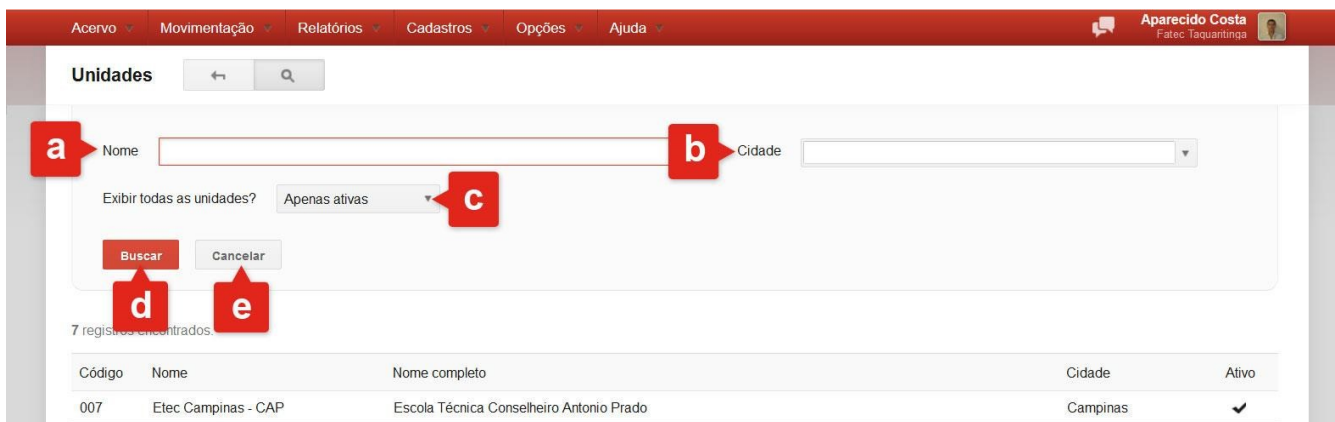 Acervo Movimentação Relatórios Cadastros Opções Ajuda Aparecido Costa
Fatec Taquaritinga
Unidades
a Nome b Cidade
Exibir todas as unidades? Apenas ativas c
Buscar Cancelar
d e
7 registros encontrados.
Código Nome Nome completo Cidade Ativo
007 Etec Campinas - CAP Escola Técnica Conselheiro Antonio Prado Campinas